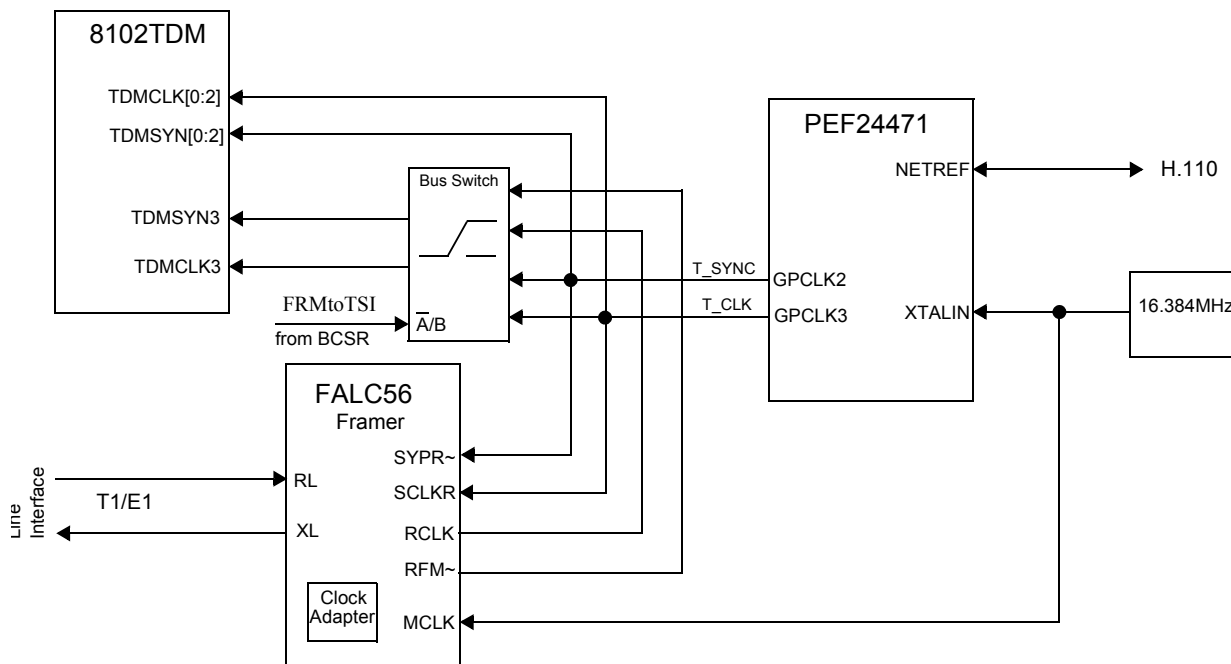 8102TDM
TDMCLK[0:2]
TDMSYN[0:2]
TDMSYN3
TDMCLK3
Bus Switch
A̅/B
FRMtoTSI
from BCSR
PEF24471
NETREF
H.110
T_SYNC
GPCLK2
T_CLK
GPCLK3
XTALIN
16.384MHz
FALC56
Framer
SYPR~
SCLKR
RCLK
RFM~
MCLK
RL
XL
Clock
Adapter
T1/E1
Line
Interface